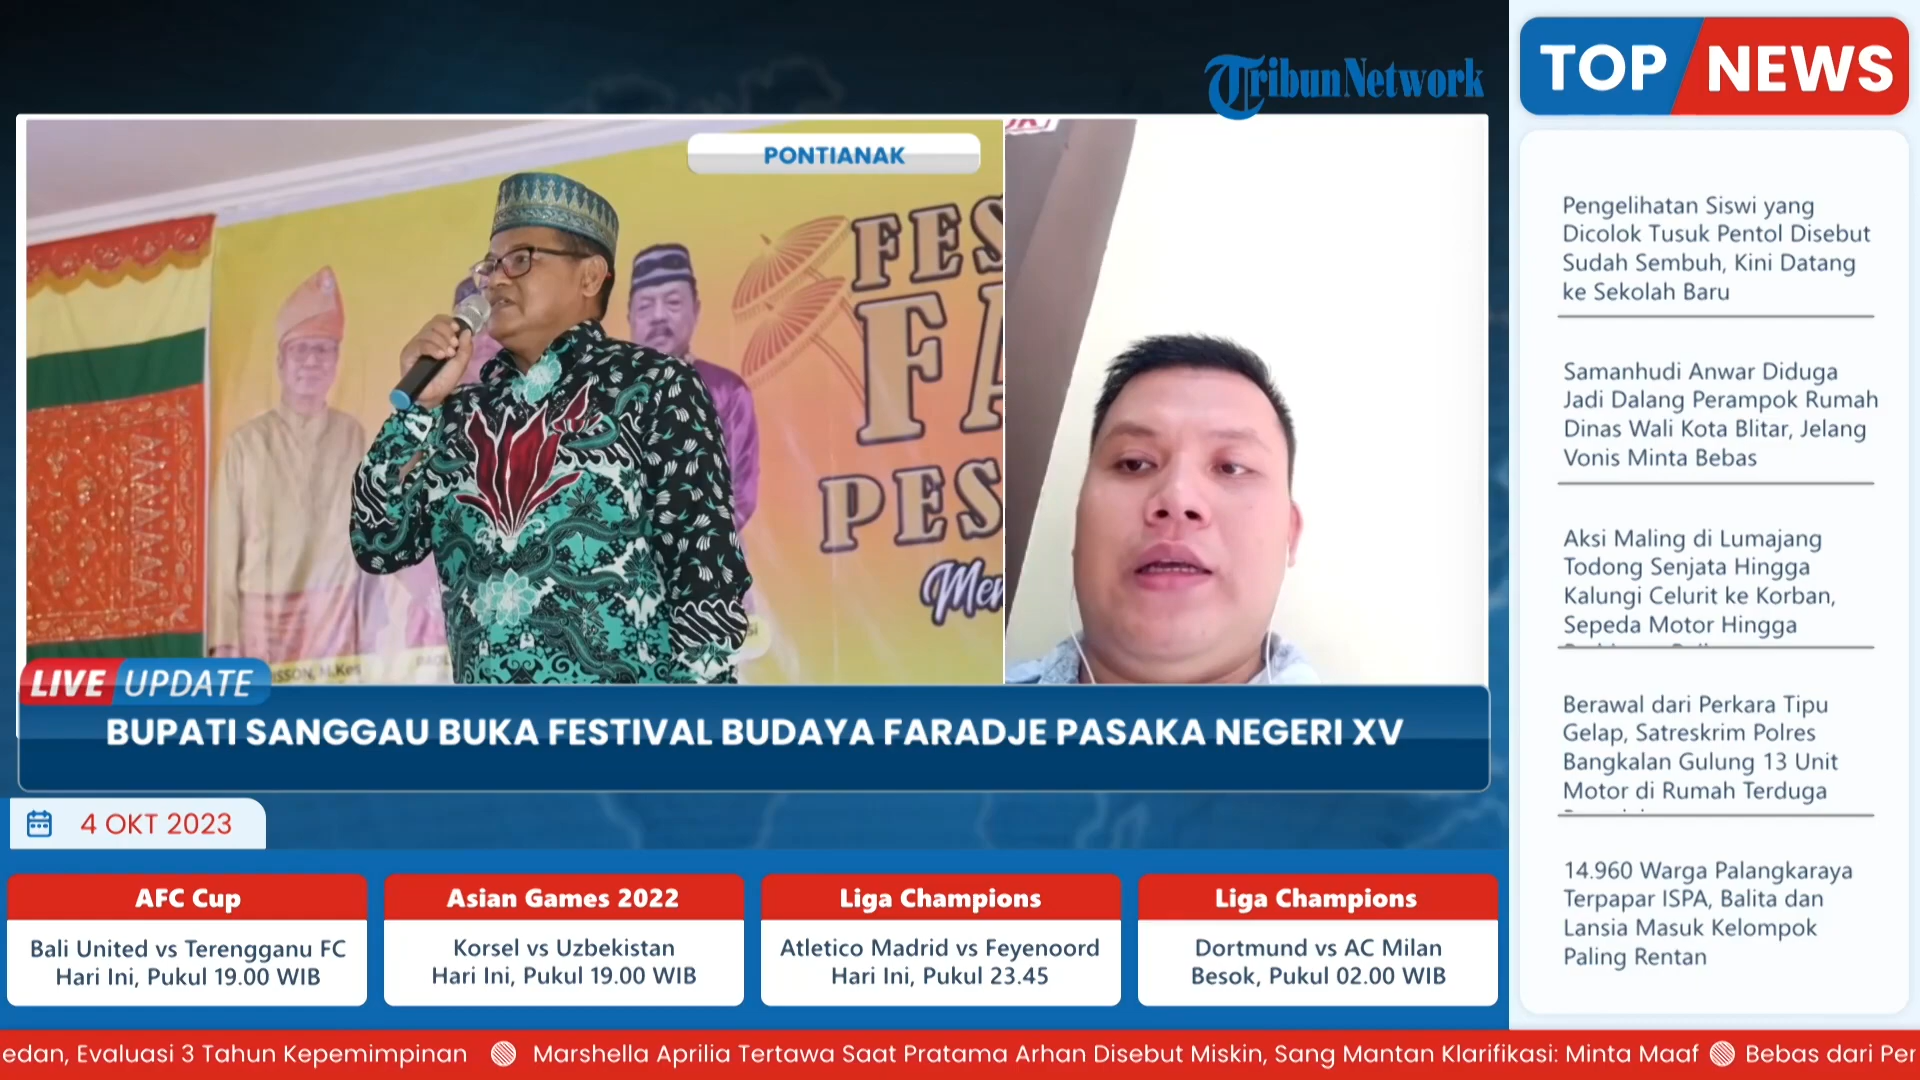 TribunNetwork
TOP NEWS
PONTIANAK
FES
FA
PES
Men
LIVE UPDATE
BUPATI SANGGAU BUKA FESTIVAL BUDAYA FARADJE PASAKA NEGERI XV
4 OKT 2023
Pengelihatan Siswi yang
Dicolok Tusuk Pentol Disebut
Sudah Sembuh, Kini Datang
ke Sekolah Baru
Samanhudi Anwar Diduga
Jadi Dalang Perampok Rumah
Dinas Wali Kota Blitar, Jelang
Vonis Minta Bebas
Aksi Maling di Lumajang
Todong Senjata Hingga
Kalungi Celurit ke Korban,
Sepeda Motor Hingga
Berawal dari Perkara Tipu
Gelap, Satreskrim Polres
Bangkalan Gulung 13 Unit
Motor di Rumah Terduga
14.960 Warga Palangkaraya
Terpapar ISPA, Balita dan
Lansia Masuk Kelompok
Paling Rentan
AFC Cup
Bali United vs Terengganu FC
Hari Ini, Pukul 19.00 WIB
Asian Games 2022
Korsel vs Uzbekistan
Hari Ini, Pukul 19.00 WIB
Liga Champions
Atletico Madrid vs Feyenoord
Hari Ini, Pukul 23.45
Liga Champions
Dortmund vs AC Milan
Besok, Pukul 02.00 WIB
edan, Evaluasi 3 Tahun Kepemimpinan Marshella Aprilia Tertawa Saat Pratama Arhan Disebut Miskin, Sang Mantan Klarifikasi: Minta Maaf Bebas dari Per